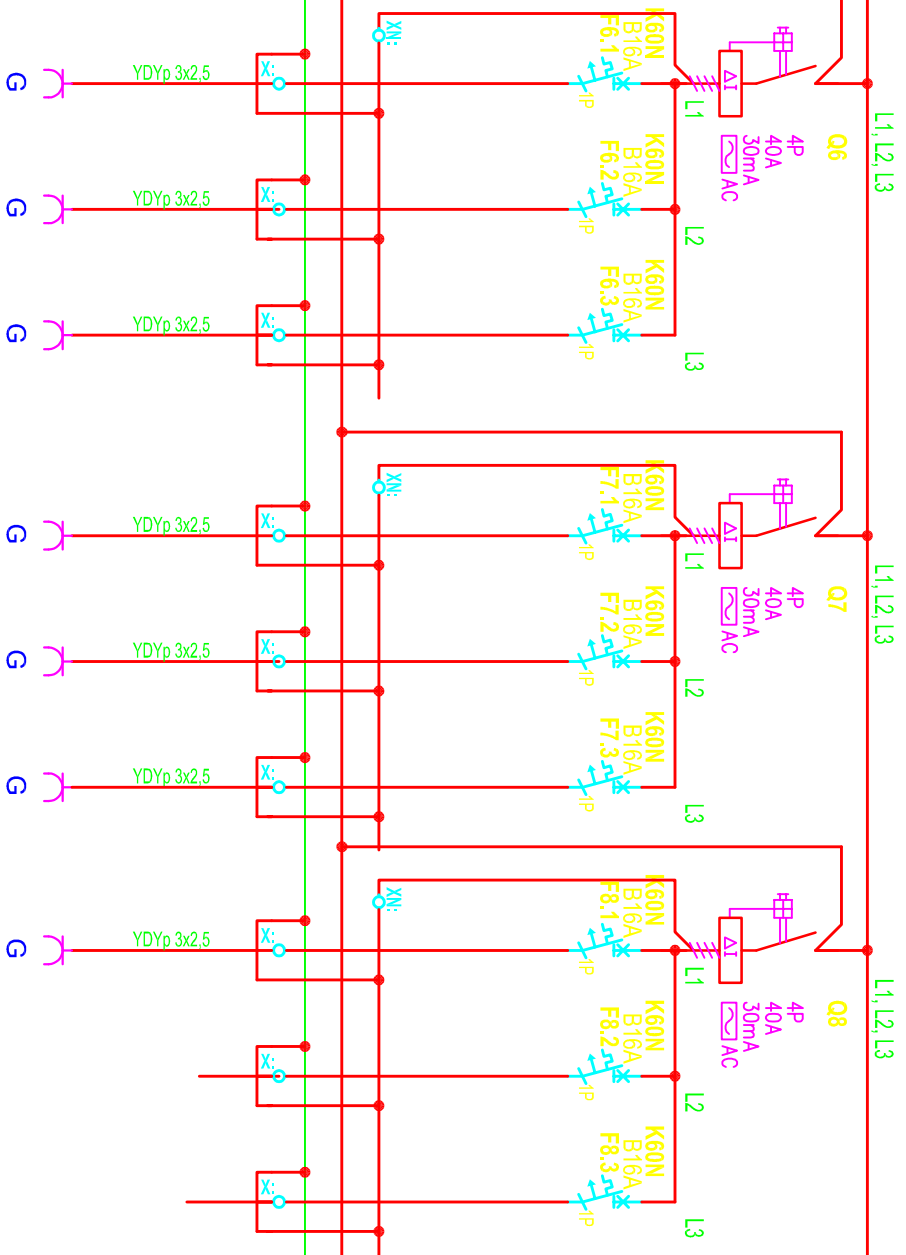 L1, L2, L3
Q6
4P
40A
30mA
AC
ΔI
L1
K60N
B16A
F6.1
1P
XN:
X:
YDYp 3x2,5
G
L2
K60N
B16A
F6.2
1P
X:
YDYp 3x2,5
G
L3
K60N
B16A
F6.3
1P
X:
YDYp 3x2,5
G
L1, L2, L3
Q7
4P
40A
30mA
AC
ΔI
L1
K60N
B16A
F7.1
1P
XN:
X:
YDYp 3x2,5
G
L2
K60N
B16A
F7.2
1P
X:
YDYp 3x2,5
G
L3
K60N
B16A
F7.3
1P
X:
YDYp 3x2,5
G
L1, L2, L3
Q8
4P
40A
30mA
AC
ΔI
L1
K60N
B16A
F8.1
1P
XN:
X:
YDYp 3x2,5
G
L2
K60N
B16A
F8.2
1P
X:
L3
K60N
B16A
F8.3
1P
X: